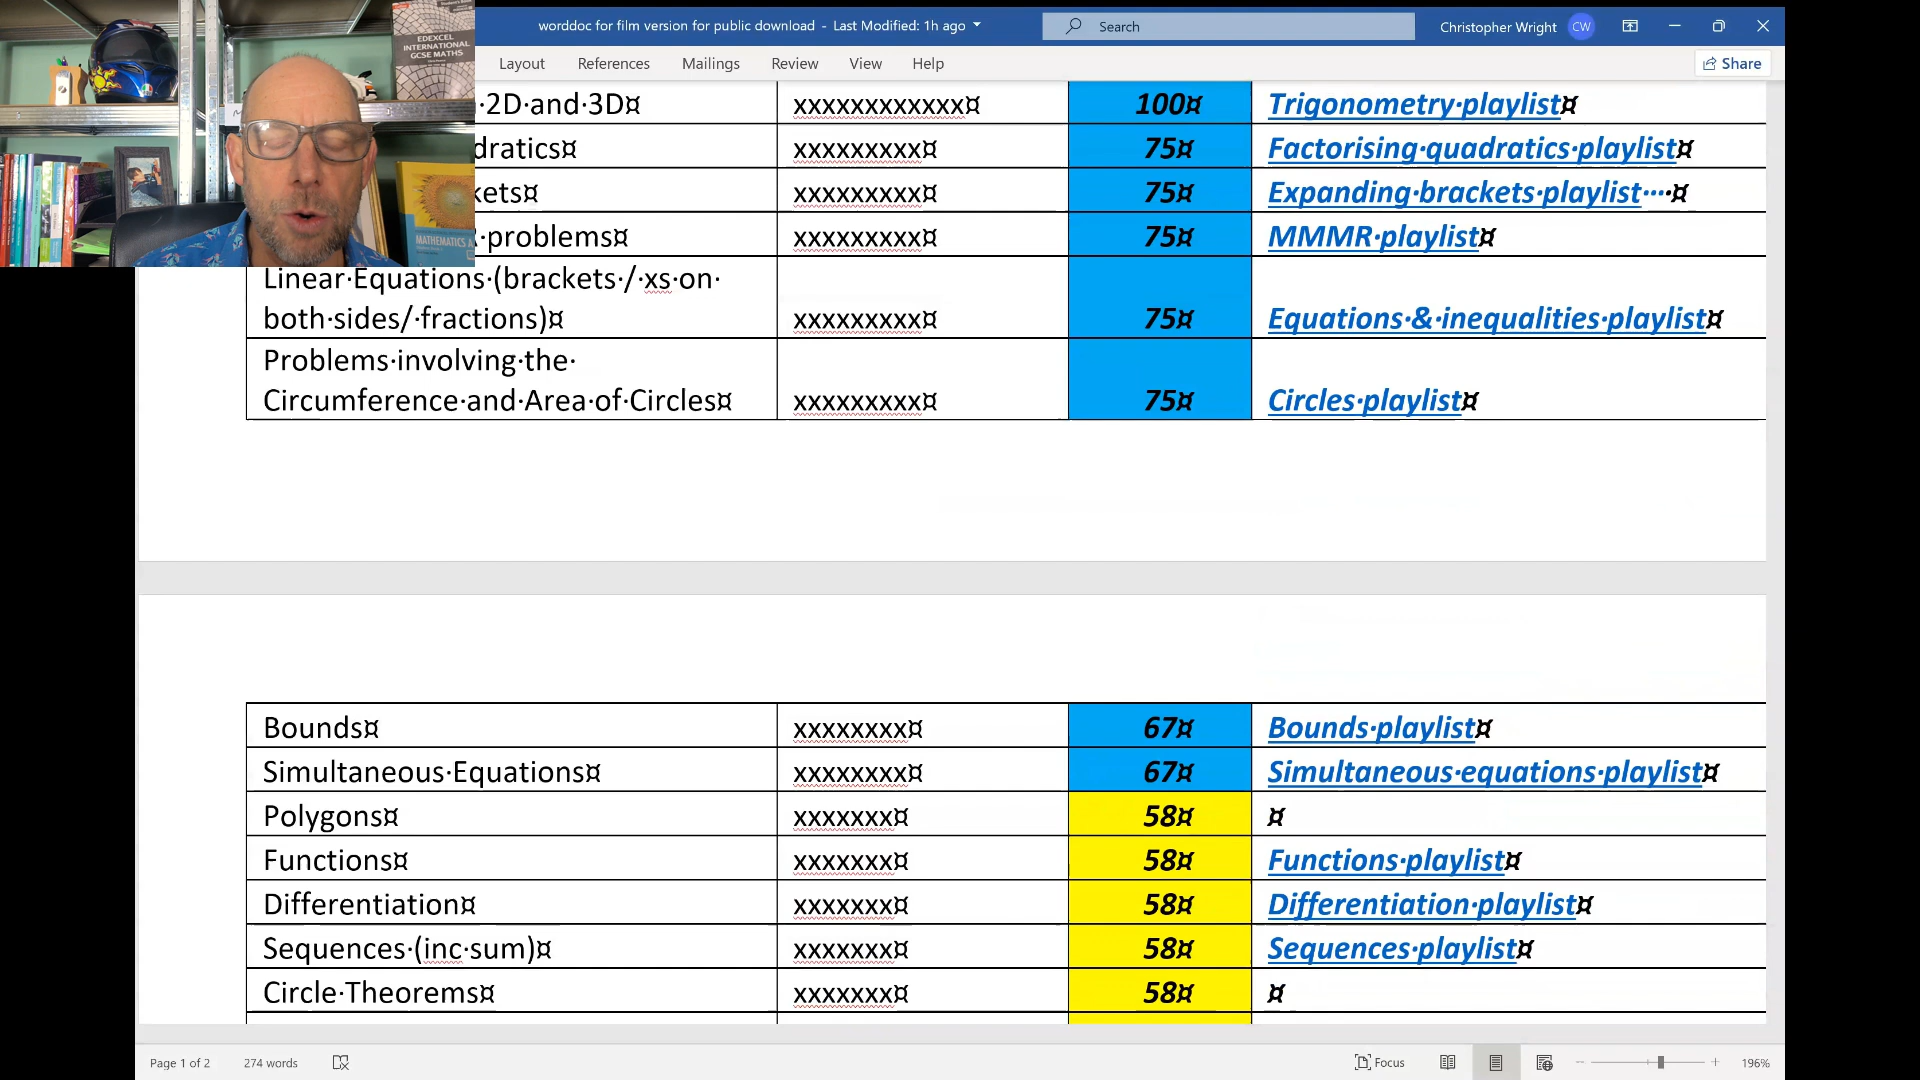 EDEXCEL
INTERNATIONAL
GCSE MATHS
MATHEMATICS A
worddoc for film version for public download - Last Modified: 1h ago
Search
Christopher Wright
CW
Layout References Mailings Review View Help
Share
·2D·and·3D¤ xxxxxxxxxxxx¤ 100¤ Trigonometry·playlist¤
dratics¤ xxxxxxxxx¤ 75¤ Factorising·quadratics·playlist¤
kets¤ xxxxxxxxx¤ 75¤ Expanding·brackets·playlist····¤
·problems¤ xxxxxxxxx¤ 75¤ MMMR·playlist¤
Linear·Equations·(brackets·/·xs·on·
both·sides/·fractions)¤ xxxxxxxxx¤ 75¤ Equations·&·inequalities·playlist¤
Problems·involving·the·
Circumference·and·Area·of·Circles¤ xxxxxxxxx¤ 75¤ Circles·playlist¤
Bounds¤ xxxxxxxx¤ 67¤ Bounds·playlist¤
Simultaneous·Equations¤ xxxxxxxx¤ 67¤ Simultaneous·equations·playlist¤
Polygons¤ xxxxxxx¤ 58¤ ¤
Functions¤ xxxxxxx¤ 58¤ Functions·playlist¤
Differentiation¤ xxxxxxx¤ 58¤ Differentiation·playlist¤
Sequences·(inc·sum)¤ xxxxxxx¤ 58¤ Sequences·playlist¤
Circle·Theorems¤ xxxxxxx¤ 58¤ ¤
Page 1 of 2 274 words Focus 196%